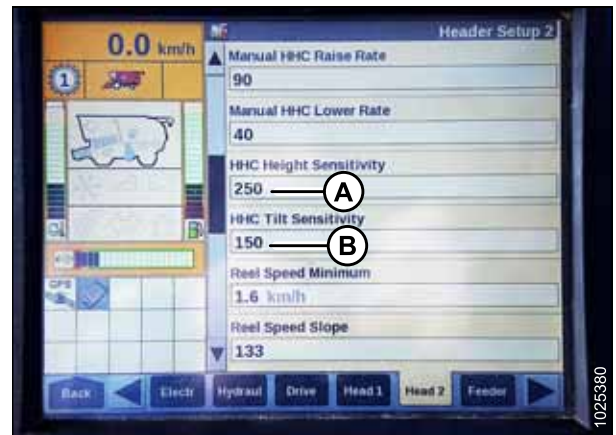 0.0 km/h
Header Setup 2
1
Manual HHC Raise Rate
90
Manual HHC Lower Rate
40
HHC Height Sensitivity
250
A
HHC Tilt Sensitivity
150
B
Reel Speed Minimum
1.6 km/h
Reel Speed Slope
133
GPS
Back
Electr
Hydraul
Drive
Head 1
Head 2
Feeder
1025380